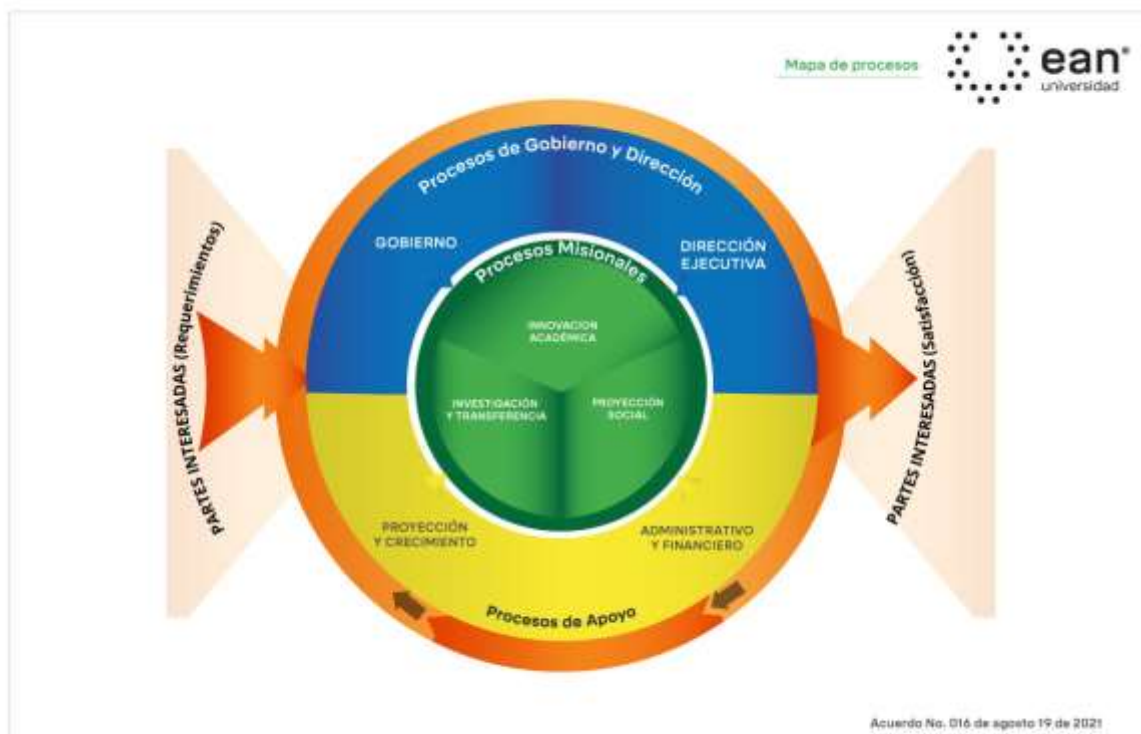 Mapa de procesos
ean®
universidad
Procesos de Gobierno y Dirección
GOBIERNO
DIRECCIÓN
EJECUTIVA
Procesos Misionales
INNOVACION
ACADÉMICA
INVESTIGACIÓN
Y TRANSFERENCIA
PROYECCIÓN
SOCIAL
PARTES INTERESADAS (Requerimientos)
PARTES INTERESADAS (Satisfacción)
PROYECCIÓN
Y CRECIMIENTO
ADMINISTRATIVO
Y FINANCIERO
Procesos de Apoyo
Acuerdo No. 016 de agosto 19 de 2021